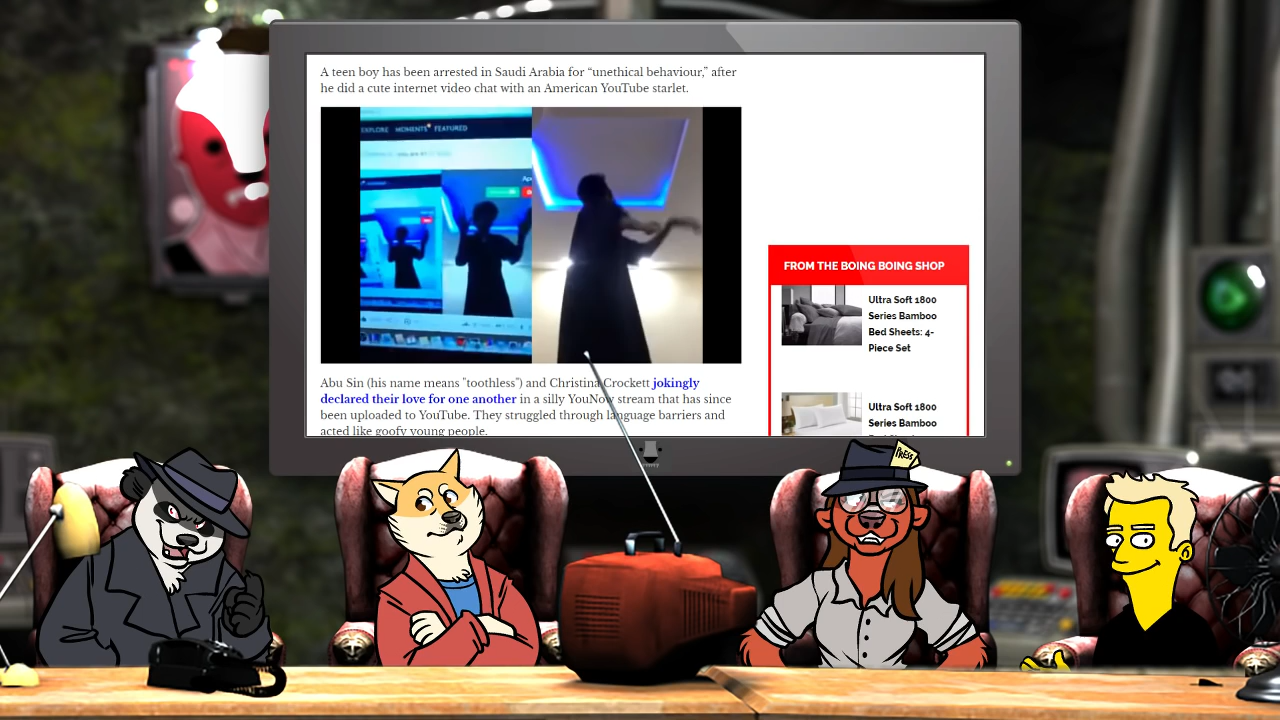 A teen boy has been arrested in Saudi Arabia for “unethical behaviour,” after
he did a cute internet video chat with an American YouTube starlet.
EXPLORE MOMENTS FEATURED
Abu Sin (his name means "toothless") and Christina Crockett jokingly
declared their love for one another in a silly YouNow stream that has since
been uploaded to YouTube. They struggled through language barriers and
acted like goofy young people.
FROM THE BOING BOING SHOP
Ultra Soft 1800
Series Bamboo
Bed Sheets: 4-
Piece Set
Ultra Soft 1800
Series Bamboo
PRESS